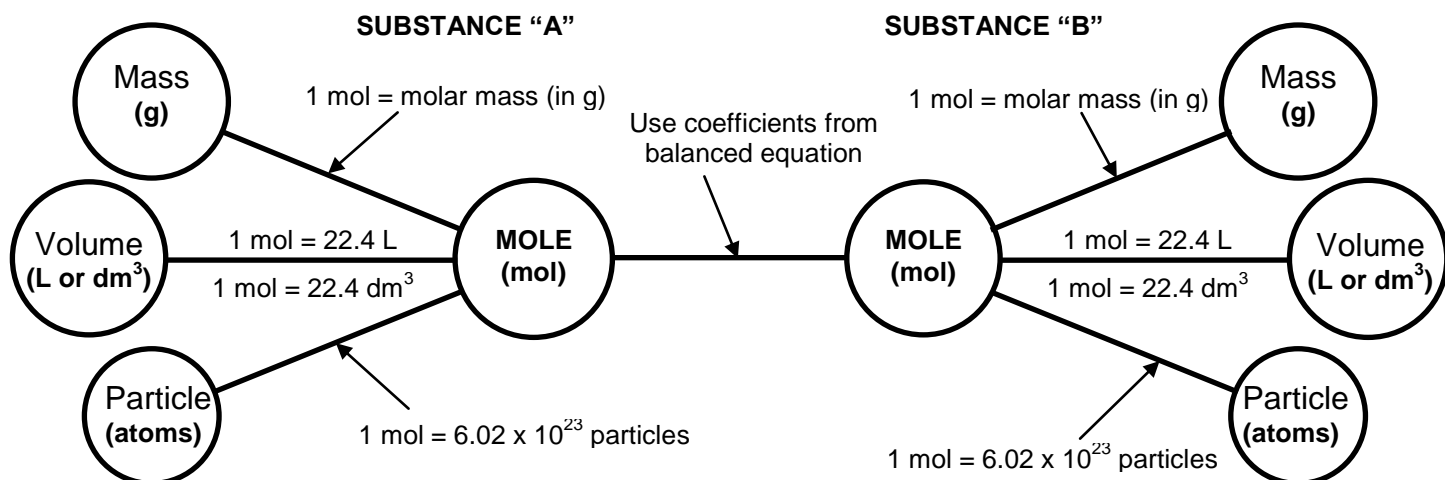 SUBSTANCE “A”
SUBSTANCE “B”
Mass
(g)
1 mol = molar mass (in g)
Use coefficients from
balanced equation
1 mol = molar mass (in g)
Mass
(g)
Volume
(L or dm³)
1 mol = 22.4 L
1 mol = 22.4 dm³
MOLE
(mol)
MOLE
(mol)
1 mol = 22.4 L
1 mol = 22.4 dm³
Volume
(L or dm³)
Particle
(atoms)
1 mol = 6.02 x 10²³ particles
1 mol = 6.02 x 10²³ particles
Particle
(atoms)